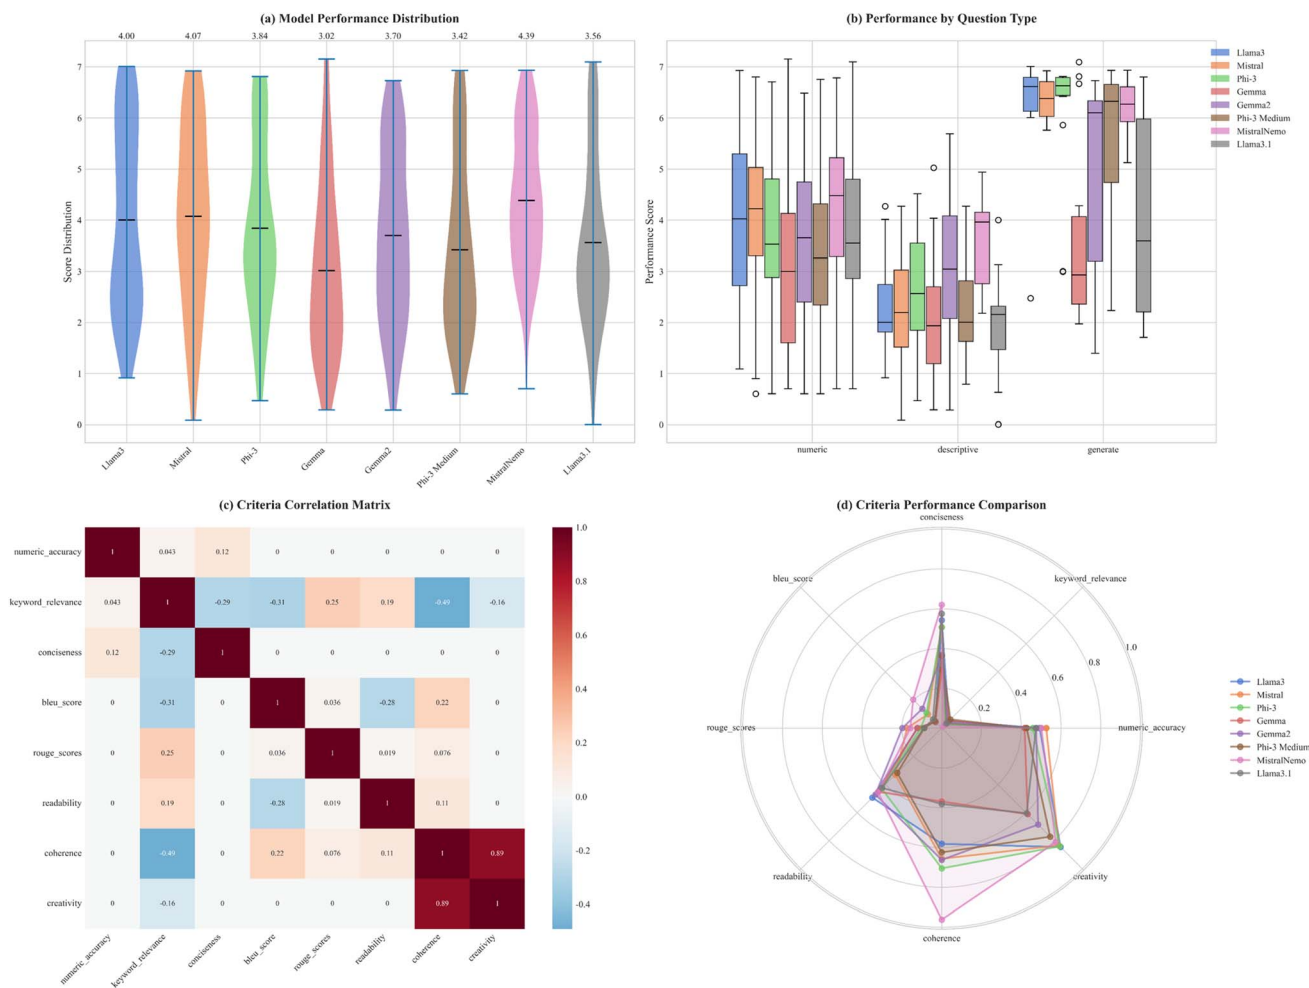 (a) Model Performance Distribution
4.00 4.07 3.84 3.02 3.70 3.42 4.39 3.56
Score Distribution
7
6
5
4
3
2
1
0
Llama3 Mistral Phi-3 Gemma Gemma2 Phi-3 Medium MistralNemo Llama3.1
(b) Performance by Question Type
Performance Score
7
6
5
4
3
2
1
0
numeric descriptive generate
Llama3
Mistral
Phi-3
Gemma
Gemma2
Phi-3 Medium
MistralNemo
Llama3.1
(c) Criteria Correlation Matrix
numeric_accuracy 1 0.043 0.12 0 0 0 0 0
keyword_relevance 0.043 1 -0.29 -0.31 0.25 0.19 -0.49 -0.16
conciseness 0.12 -0.29 1 0 0 0 0 0
bleu_score 0 -0.31 0 1 0.036 -0.28 0.22 0
rouge_scores 0 0.25 0 0.036 1 0.019 0.076 0
readability 0 0.19 0 -0.28 0.019 1 0.11 0
coherence 0 -0.49 0 0.22 0.076 0.11 1 0.89
creativity 0 -0.16 0 0 0 0 0.89 1
numeric_accuracy keyword_relevance conciseness bleu_score rouge_scores readability coherence creativity
1.0
0.8
0.6
0.4
0.2
0.0
-0.2
-0.4
(d) Criteria Performance Comparison
conciseness
bleu_score keyword_relevance
1.0
0.8
0.6
0.4
0.2
rouge_scores numeric_accuracy
readability creativity
coherence
Llama3
Mistral
Phi-3
Gemma
Gemma2
Phi-3 Medium
MistralNemo
Llama3.1